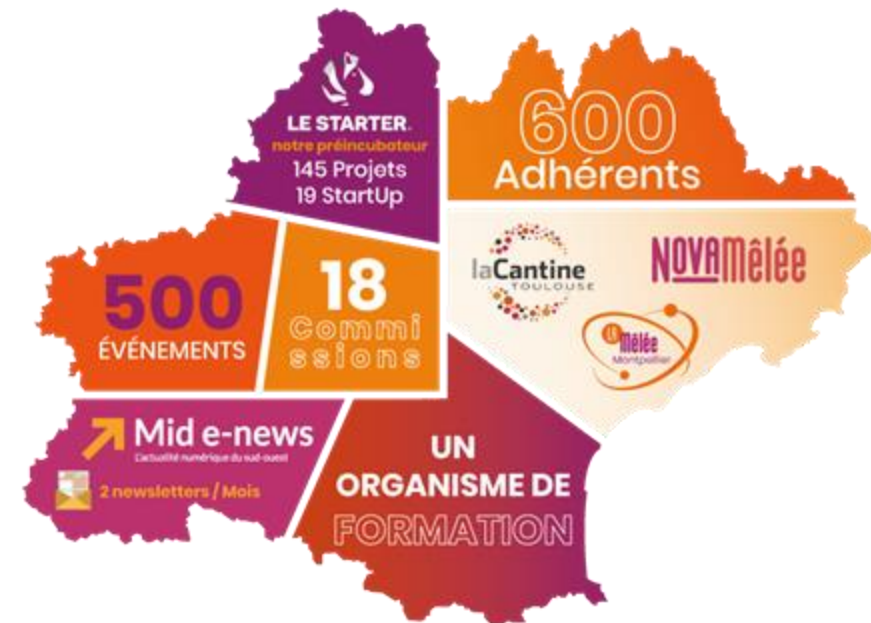 LE STARTER.
notre préincubateur
145 Projets
19 StartUp
600
Adhérents
laCantine
TOULOUSE
NOVAMêlée
La
Mêlée
Montpellier
500
ÉVÉNEMENTS
18
Commi
ssions
Mid e-news
L'actualité numérique du sud-ouest
2 newsletters / Mois
UN
ORGANISME DE
FORMATION